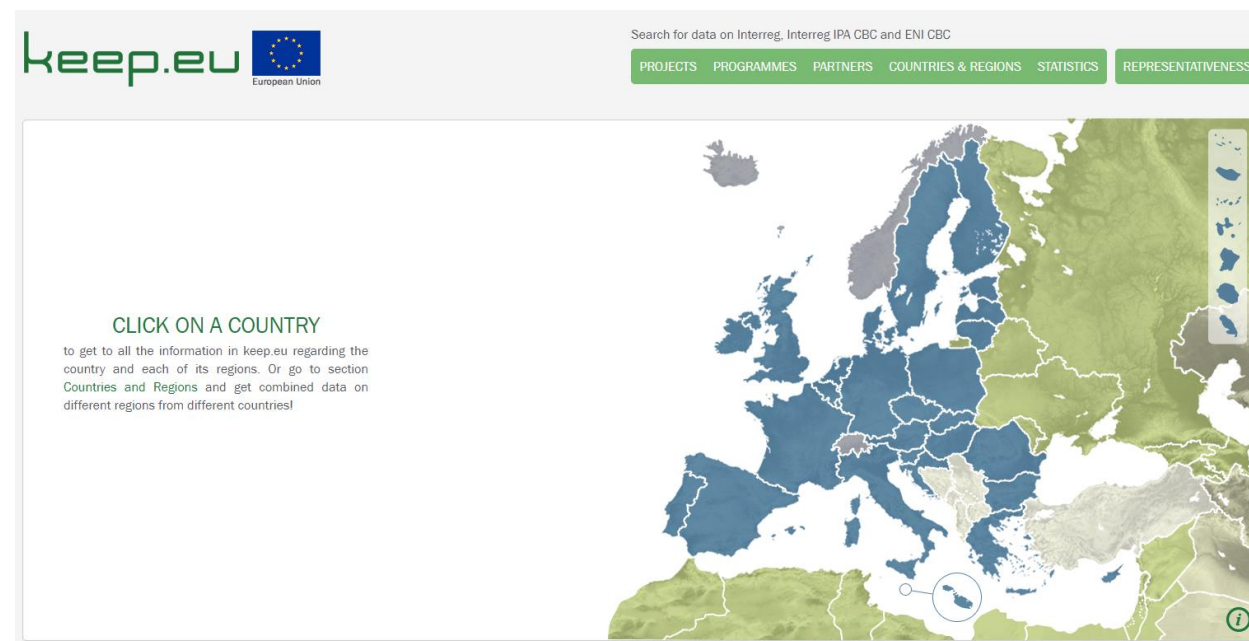 keep.eu
European Union
Search for data on Interreg, Interreg IPA CBC and ENI CBC
PROJECTS PROGRAMMES PARTNERS COUNTRIES & REGIONS STATISTICS REPRESENTATIVENESS
CLICK ON A COUNTRY
to get to all the information in keep.eu regarding the
country and each of its regions. Or go to section
Countries and Regions and get combined data on
different regions from different countries!
i